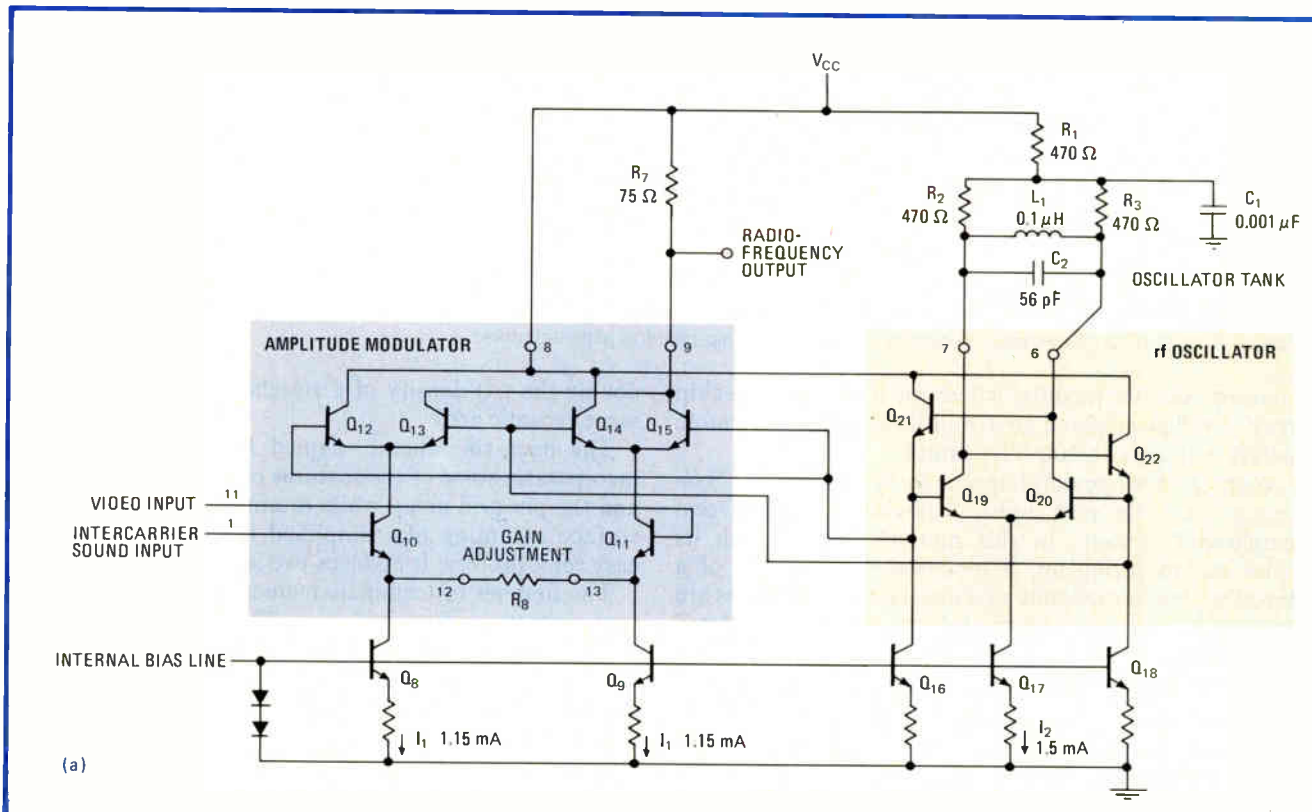 V_CC
R_1
470 Ω
R_7
75 Ω
R_2
470 Ω
L_1
0.1 μH
R_3
470 Ω
C_1
0.001 μF
RADIO-
FREQUENCY
OUTPUT
C_2
56 pF
OSCILLATOR TANK
AMPLITUDE MODULATOR
8
9
7
6
rf OSCILLATOR
Q_12
Q_13
Q_14
Q_15
Q_21
Q_22
Q_19
Q_20
VIDEO INPUT
11
INTERCARRIER
SOUND INPUT
1
Q_10
GAIN
ADJUSTMENT
Q_11
12
R_8
13
INTERNAL BIAS LINE
Q_8
Q_9
Q_16
Q_17
Q_18
I_1 1.15 mA
I_1 1.15 mA
I_2
1.5 mA
(a)